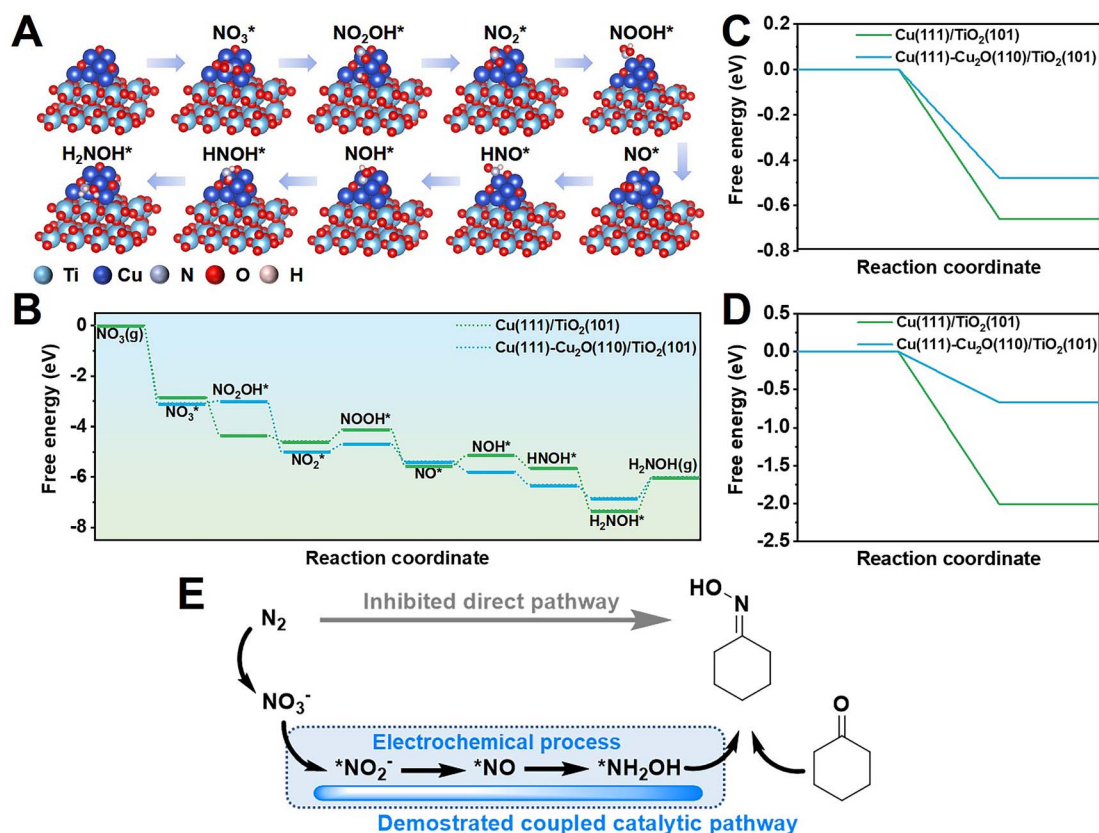 A
NO3*
NO2OH*
NO2*
NOOH*
H2NOH*
HNOH*
NOH*
HNO*
NO*
Ti
Cu
N
O
H
B
Free energy (eV)
0
-2
-4
-6
-8
Cu(111)/TiO2(101)
Cu(111)-Cu2O(110)/TiO2(101)
NO3(g)
NO3*
NO2OH*
NO2*
NOOH*
NO*
NOH*
HNOH*
H2NOH*
H2NOH(g)
Reaction coordinate
C
Free energy (eV)
0.2
0.0
-0.2
-0.4
-0.6
-0.8
Cu(111)/TiO2(101)
Cu(111)-Cu2O(110)/TiO2(101)
Reaction coordinate
D
Free energy (eV)
0.5
0.0
-0.5
-1.0
-1.5
-2.0
-2.5
Cu(111)/TiO2(101)
Cu(111)-Cu2O(110)/TiO2(101)
Reaction coordinate
E
N2
Inhibited direct pathway
HO
N
NO3-
O
Electrochemical process
*NO2- *NO *NH2OH
Demostrated coupled catalytic pathway